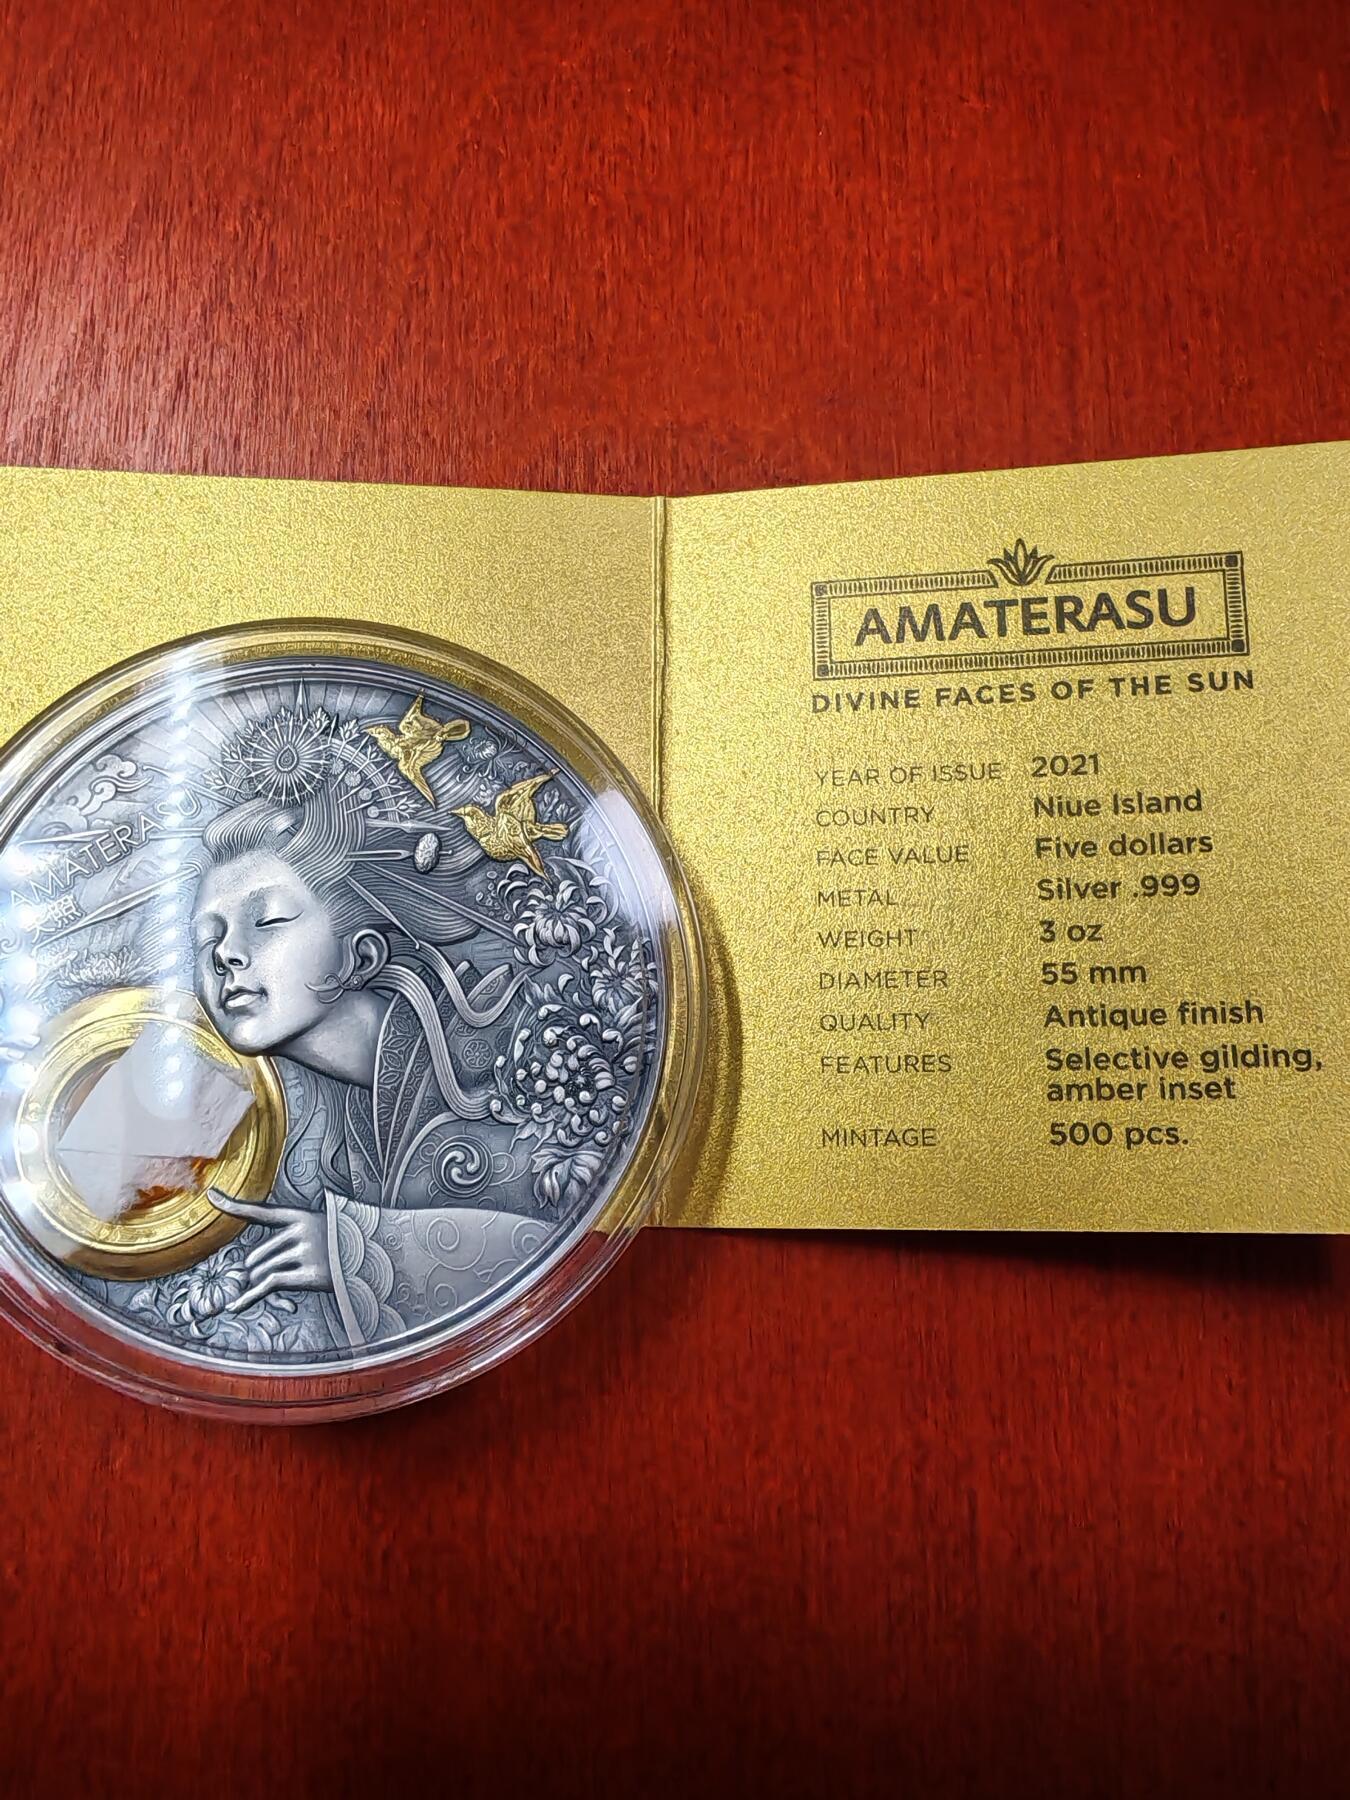 AMATERASU
天照
AMATERASU
DIVINE FACES OF THE SUN
YEAR OF ISSUE 2021
COUNTRY Niue Island
FACE VALUE Five dollars
METAL Silver .999
WEIGHT 3 oz
DIAMETER 55 mm
QUALITY Antique finish
FEATURES Selective gilding,
amber inset
MINTAGE 500 pcs.